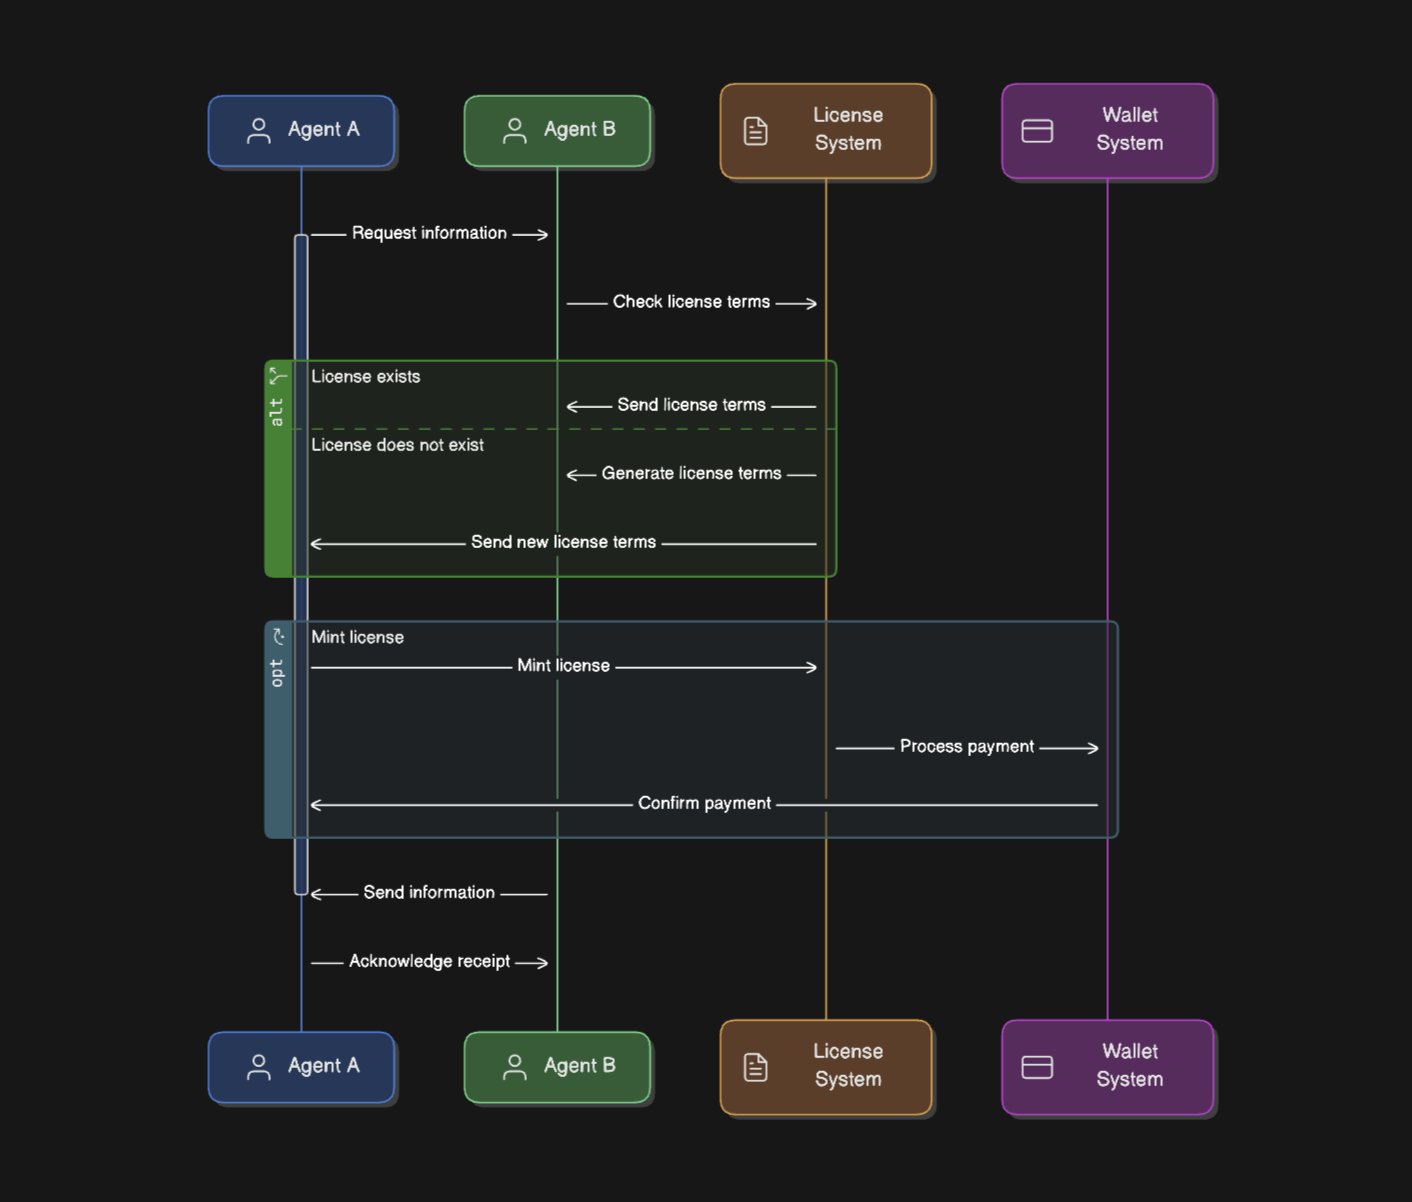 Agent A
Agent B
License
System
Wallet
System
Request information
Check license terms
alt
License exists
Send license terms
License does not exist
Generate license terms
Send new license terms
opt
Mint license
Mint license
Process payment
Confirm payment
Send information
Acknowledge receipt
Agent A
Agent B
License
System
Wallet
System